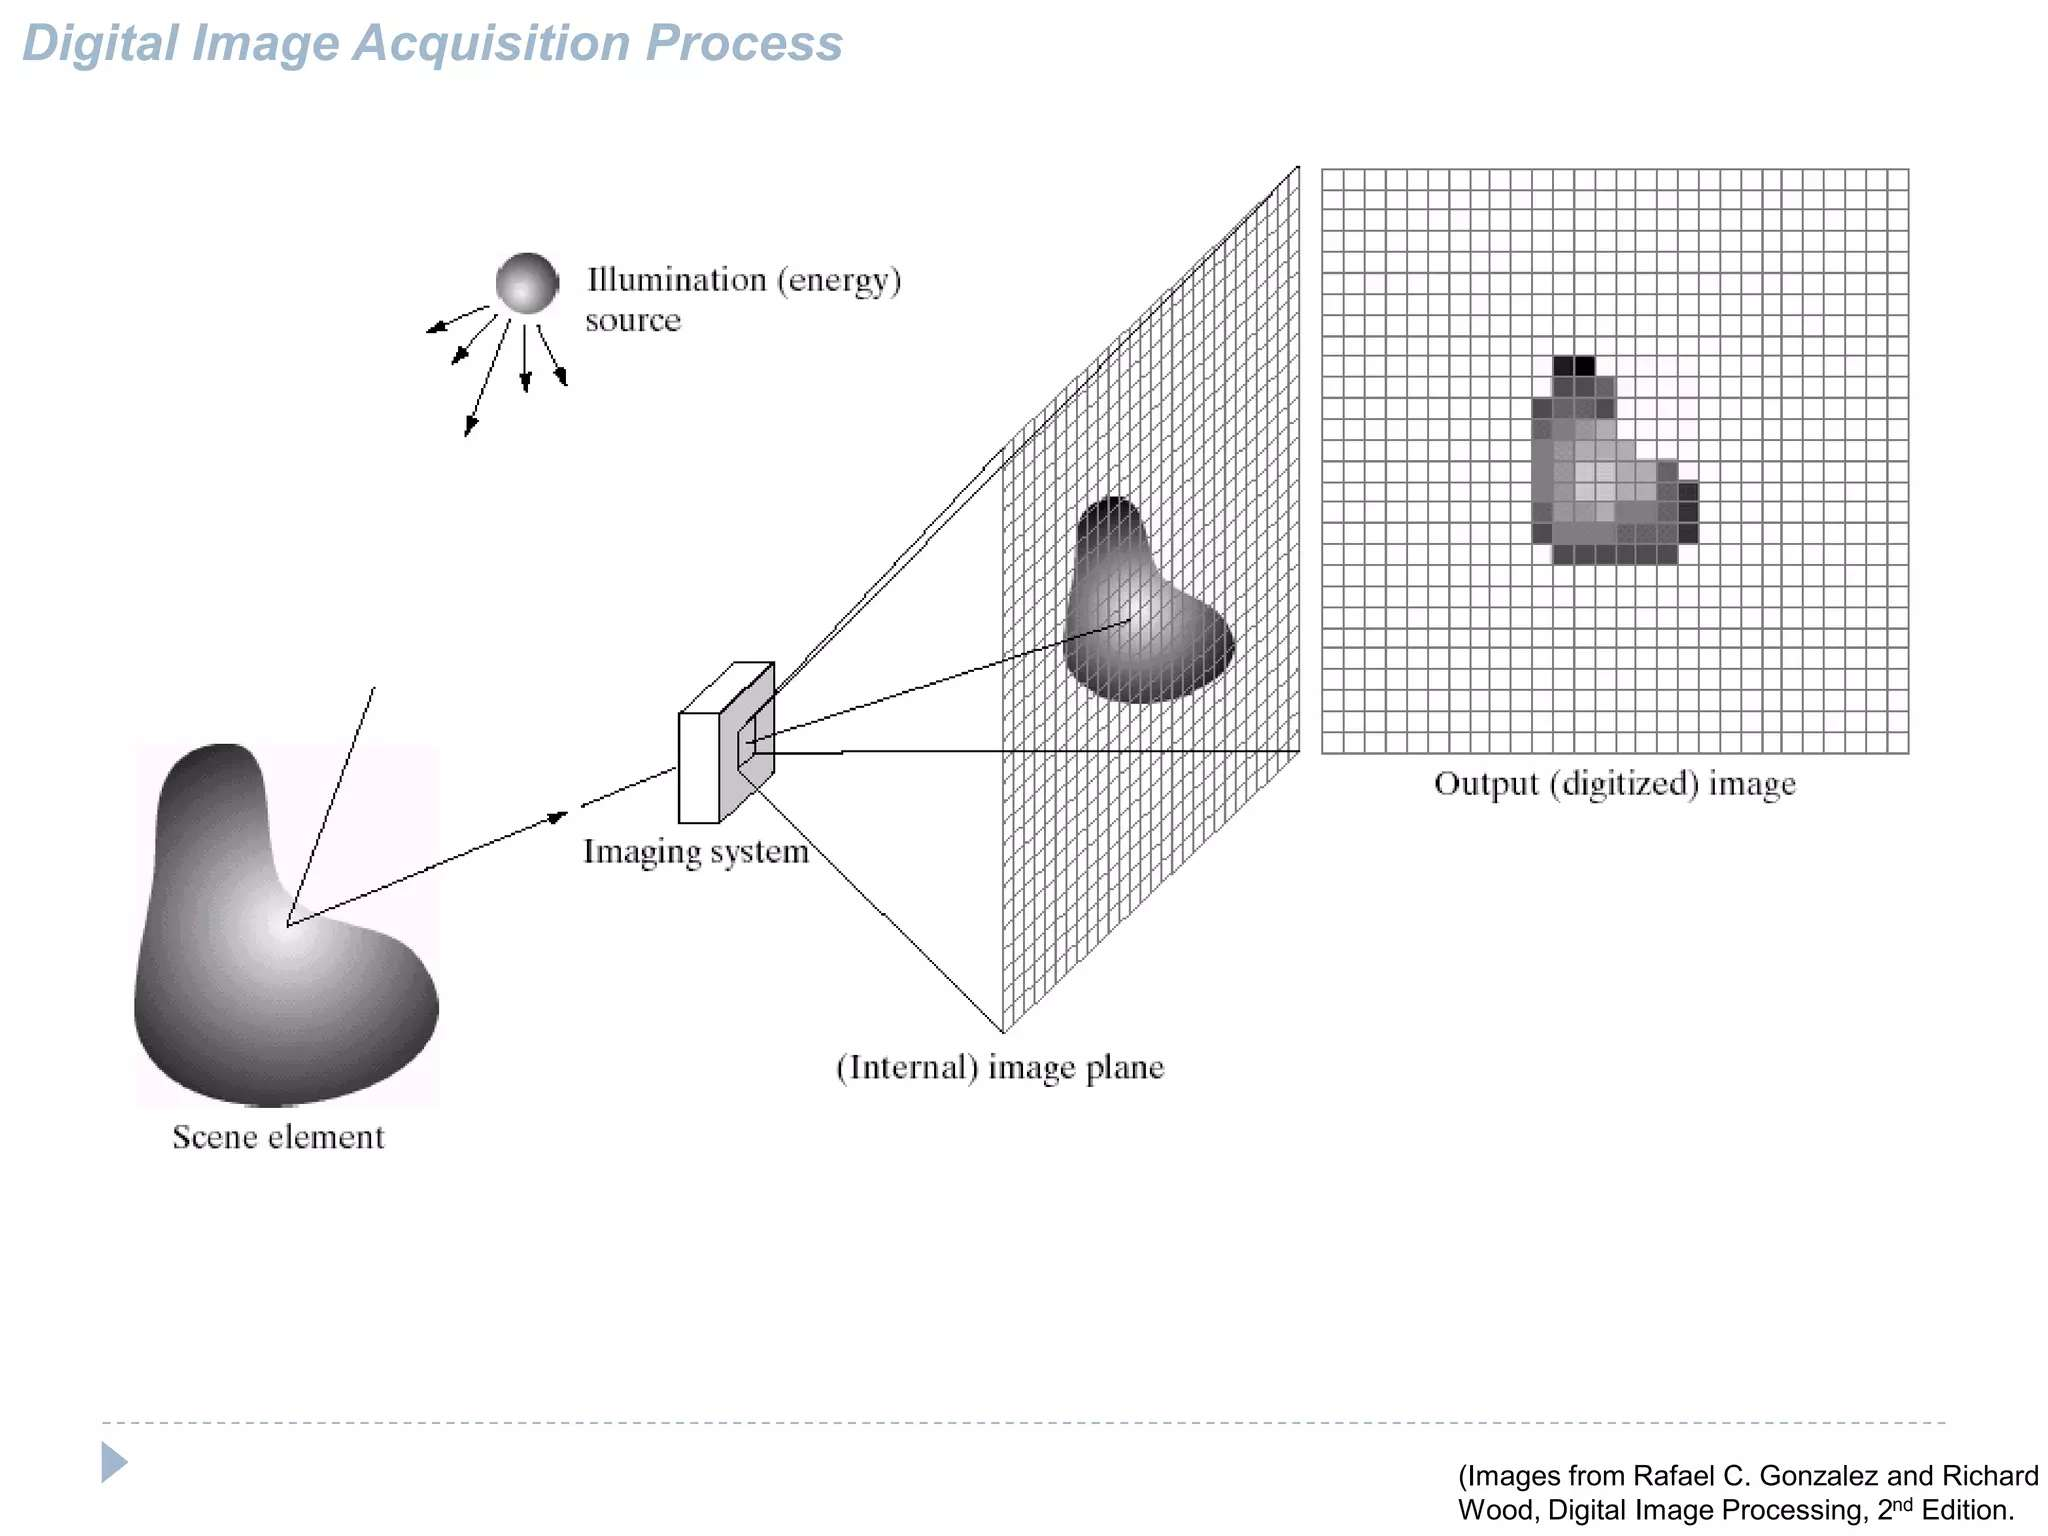 Digital Image Acquisition Process
Illumination (energy)
source
Output (digitized) image
Imaging system
(Internal) image plane
Scene element
(Images from Rafael C. Gonzalez and Richard
Wood, Digital Image Processing, 2nd Edition.